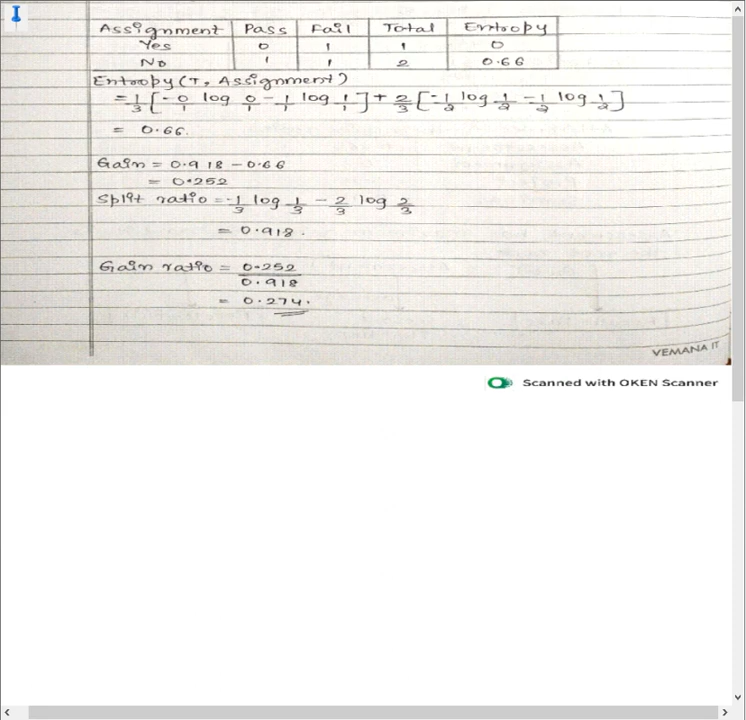 Assignment Pass Fail Total Entropy
Yes 0 1 1 0
No 1 1 2 0.66
Entropy (T, Assignment)
= 1/3 [-0/1 log 0/1 - 1/1 log 1/1] + 2/3 [-1/2 log 1/2 - 1/2 log 1/2]
= 0.66.
Gain = 0.918 - 0.66
= 0.252
Split ratio = -1/3 log 1/3 - 2/3 log 2/3
= 0.918.
Gain ratio = 0.252/0.918
= 0.274.
VEMANA IT
Scanned with OKEN Scanner